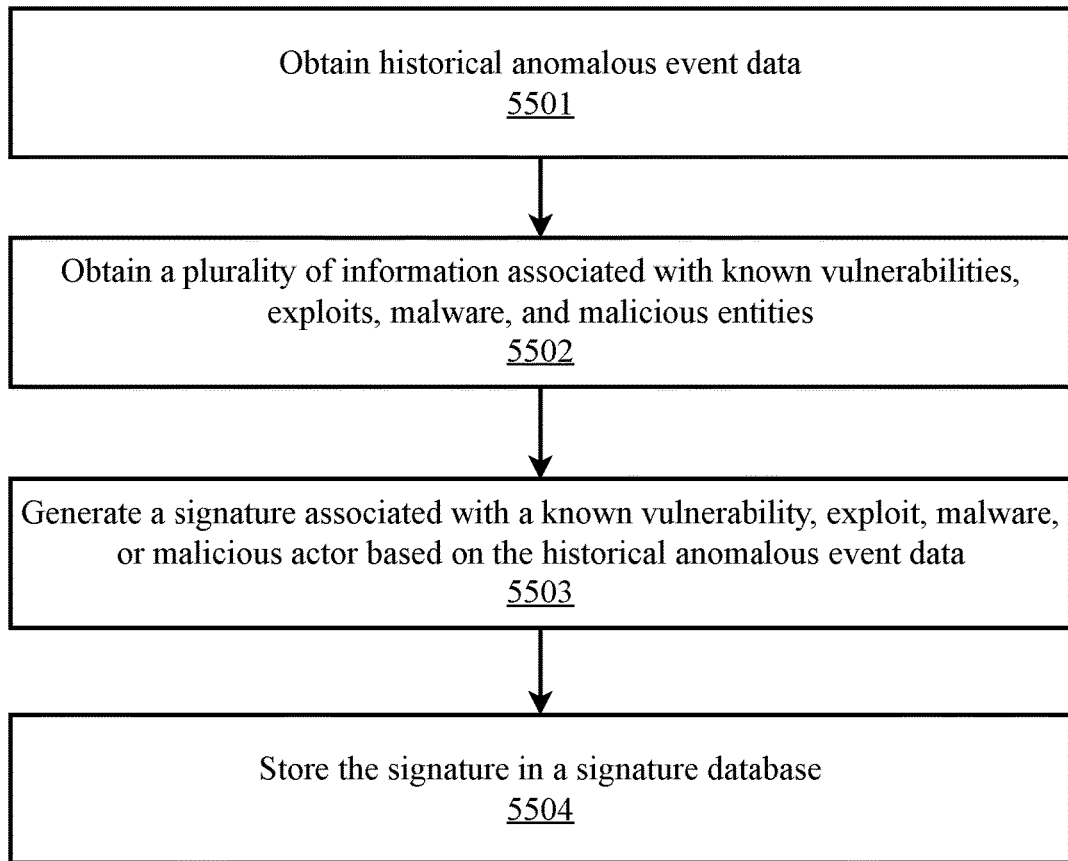 Obtain historical anomalous event data
5501
Obtain a plurality of information associated with known vulnerabilities,
exploits, malware, and malicious entities
5502
Generate a signature associated with a known vulnerability, exploit, malware,
or malicious actor based on the historical anomalous event data
5503
Store the signature in a signature database
5504